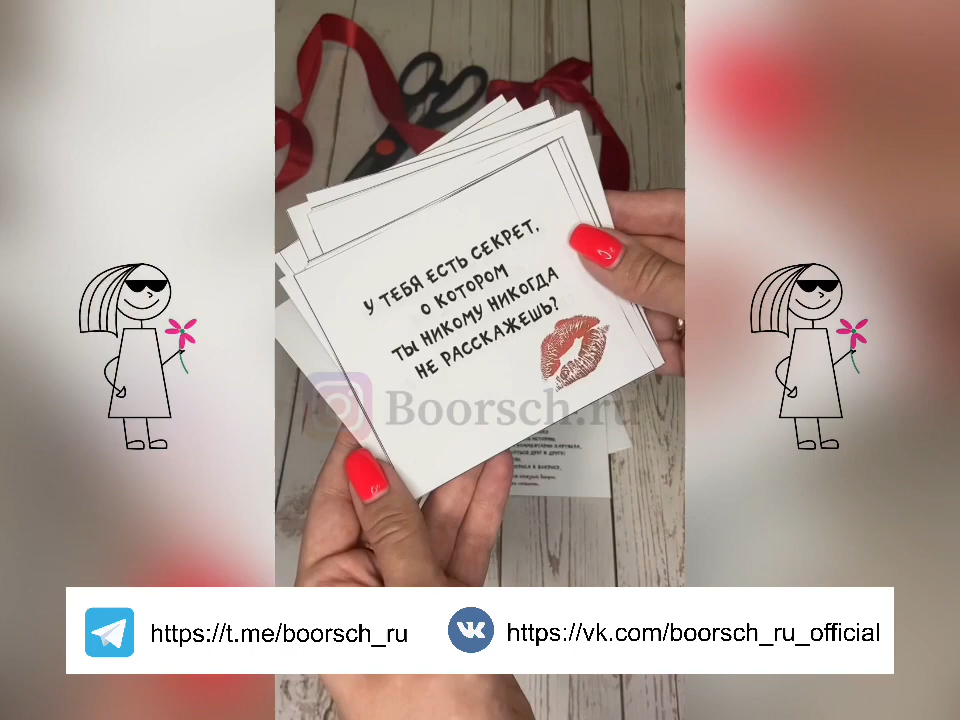 У ТЕБЯ ЕСТЬ СЕКРЕТ,
О КОТОРОМ
ТЫ НИКОМУ НИКОГДА
НЕ РАССКАЖЕШЬ?
Boorsch.ru
https://t.me/boorsch_ru
https://vk.com/boorsch_ru_official